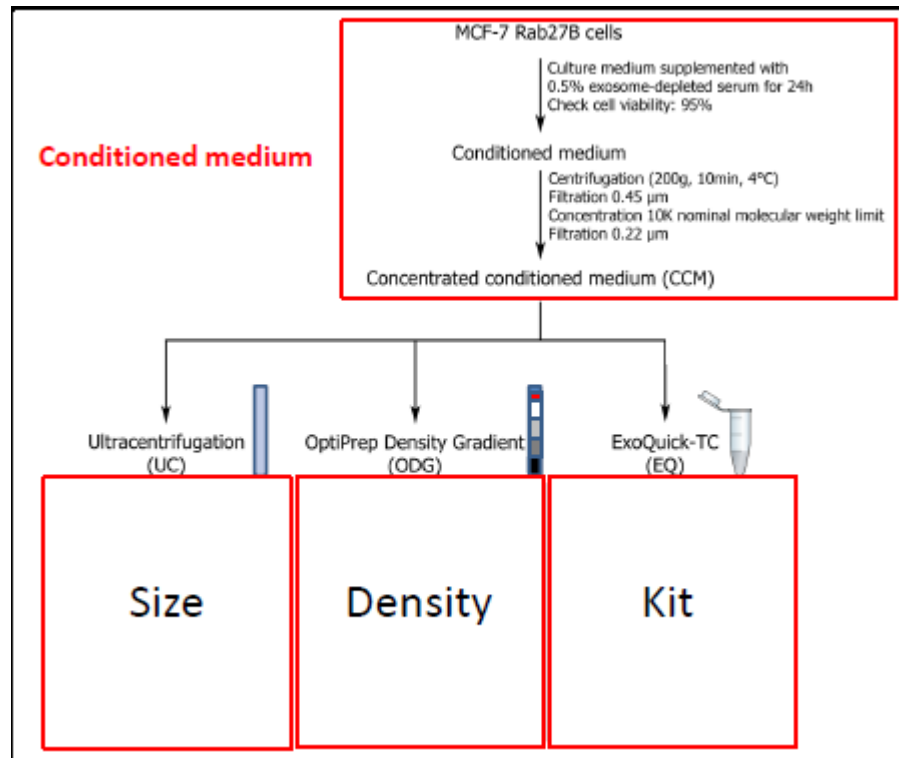 MCF-7 Rab27B cells
Culture medium supplemented with
0.5% exosome-depleted serum for 24h
Check cell viability: 95%
Conditioned medium
Conditioned medium
Centrifugation (200g, 10min, 4°C)
Filtration 0.45 µm
Concentration 10K nominal molecular weight limit
Filtration 0.22 µm
Concentrated conditioned medium (CCM)
Ultracentrifugation
(UC)
OptiPrep Density Gradient
(ODG)
ExoQuick-TC
(EQ)
Size
Density
Kit